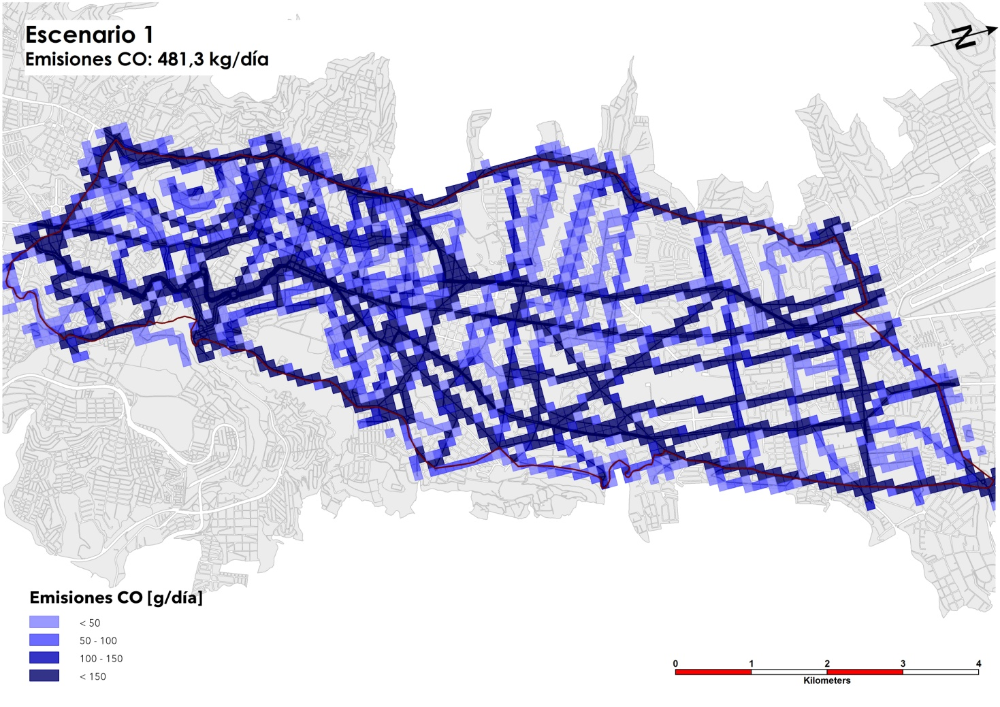 Escenario 1
Emisiones CO: 481,3 kg/día
N
Emisiones CO [g/día]
< 50
50 - 100
100 - 150
< 150
0 1 2 3 4
Kilometers